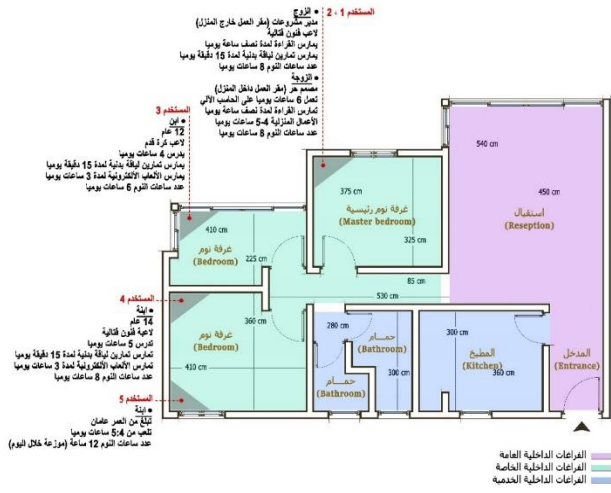 المستخدم 1 ، 2
● الزوج
مدير مشروعات (مقر العمل خارج المنزل)
لاعب فنون قتالية
يمارس القراءة لمدة نصف ساعة يوميا
يمارس تمارين لياقة بدنية لمدة 15 دقيقة يوميا
عدد ساعات النوم 8 ساعات يوميا
● الزوجة
مصمم حر (مقر العمل داخل المنزل)
تعمل 6 ساعات يوميا على الحاسب الآلي
تمارس القراءة لمدة نصف ساعة يوميا
الأعمال المنزلية 4-5 ساعات يوميا
عدد ساعات النوم 8 ساعات يوميا
المستخدم 3
● ابن
12 عام
لاعب كرة قدم
يدرس 4 ساعات يوميا
يمارس تمارين لياقة بدنية لمدة 15 دقيقة يوميا
يمارس الألعاب الألكترونية لمدة 3 ساعات يوميا
عدد ساعات النوم 6 ساعات يوميا
المستخدم 4
● ابنة
14 عام
لاعبة فنون قتالية
تدرس 5 ساعات يوميا
تمارس تمارين لياقة بدنية لمدة 15 دقيقة يوميا
تمارس الألعاب الألكترونية لمدة 3 ساعات يوميا
عدد ساعات النوم 8 ساعات يوميا
المستخدم 5
● ابنة
تبلغ من العمر عامان
تلعب من 5:4 ساعات يوميا
عدد ساعات النوم 12 ساعة (موزعة خلال اليوم)
540 cm
450 cm
استقبال
(Reseption)
375 cm
غرفة نوم رئيسية
(Master bedroom)
325 cm
410 cm
غرفة نوم
(Bedroom)
225 cm
85 cm
530 cm
360 cm
غرفة نوم
(Bedroom)
410 cm
280 cm
حمام
(Bathroom)
300 cm
حمام
(Bathroom)
300 cm
المطبخ
(Kitchen)
360 cm
المدخل
(Entrance)
الفراغات الداخلية العامة
الفراغات الداخلية الخاصة
الفراغات الداخلية الخدمية